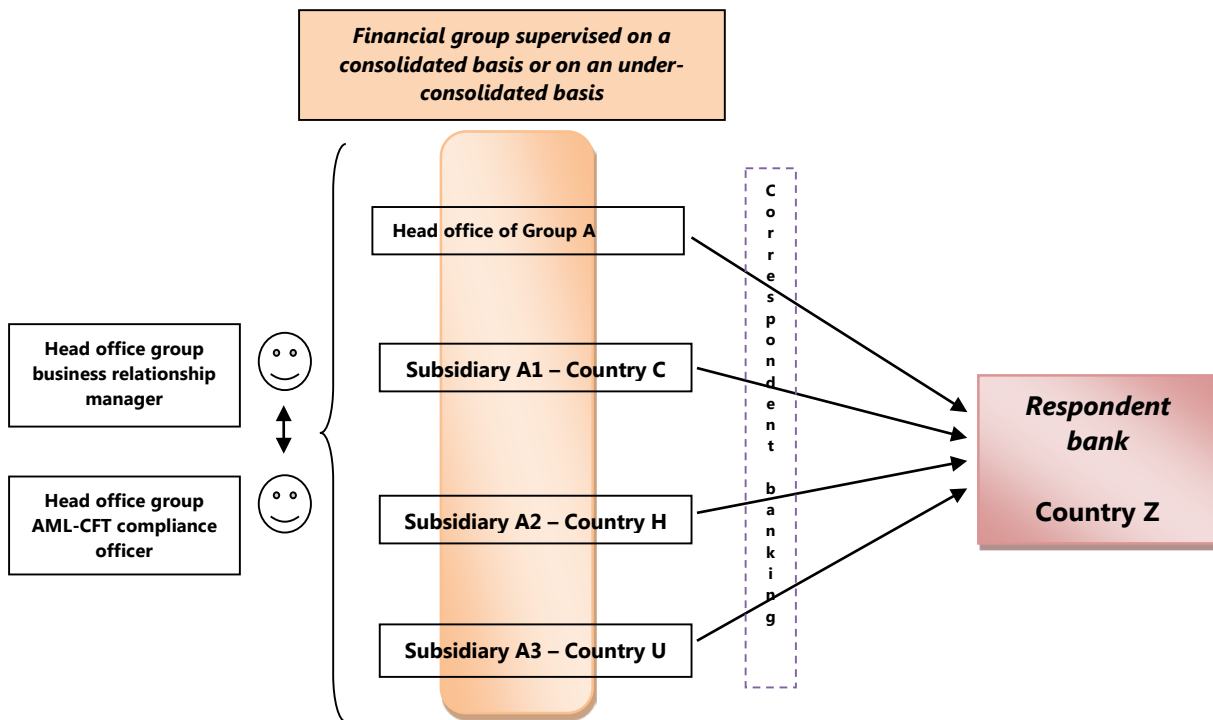 Financial group supervised on a
consolidated basis or on an under-
consolidated basis
Head office of Group A
Subsidiary A1 – Country C
Subsidiary A2 – Country H
Subsidiary A3 – Country U
Head office group
business relationship
manager
Head office group
AML-CFT compliance
officer
Correspondent banking
Respondent
bank
Country Z